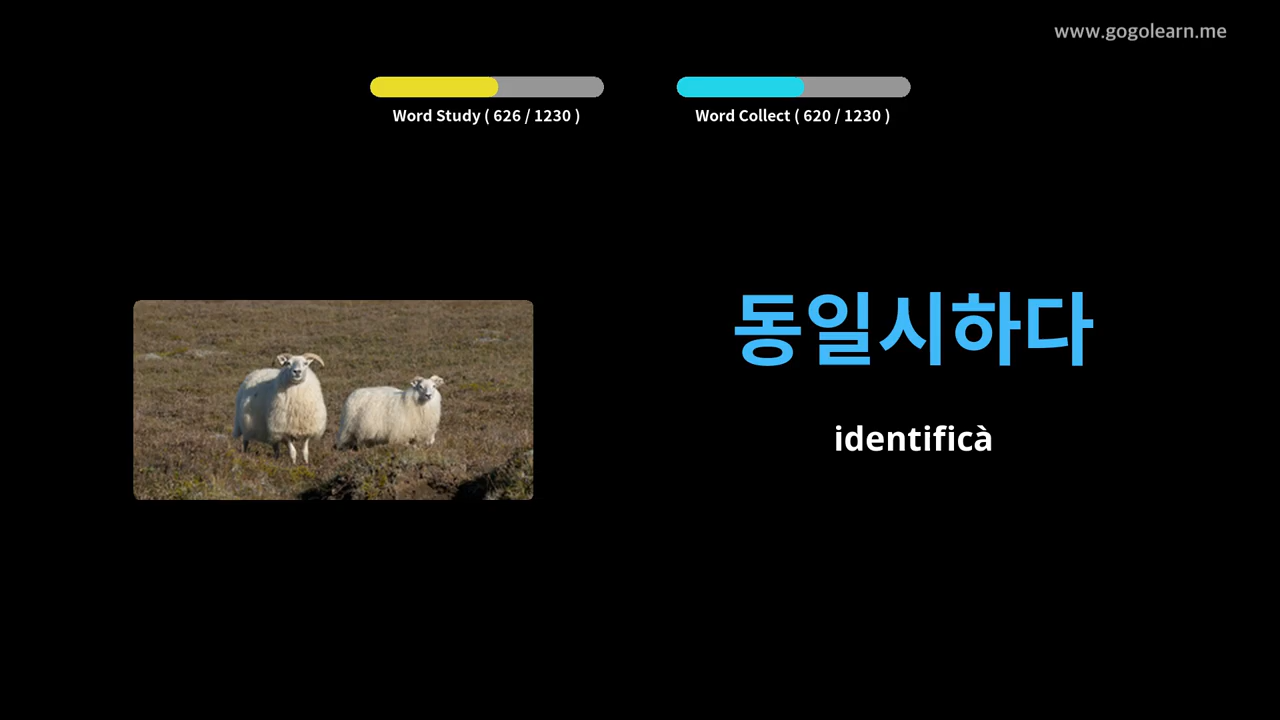 www.gogolearn.me
Word Study ( 626 / 1230 )
Word Collect ( 620 / 1230 )
동일시하다
identificà